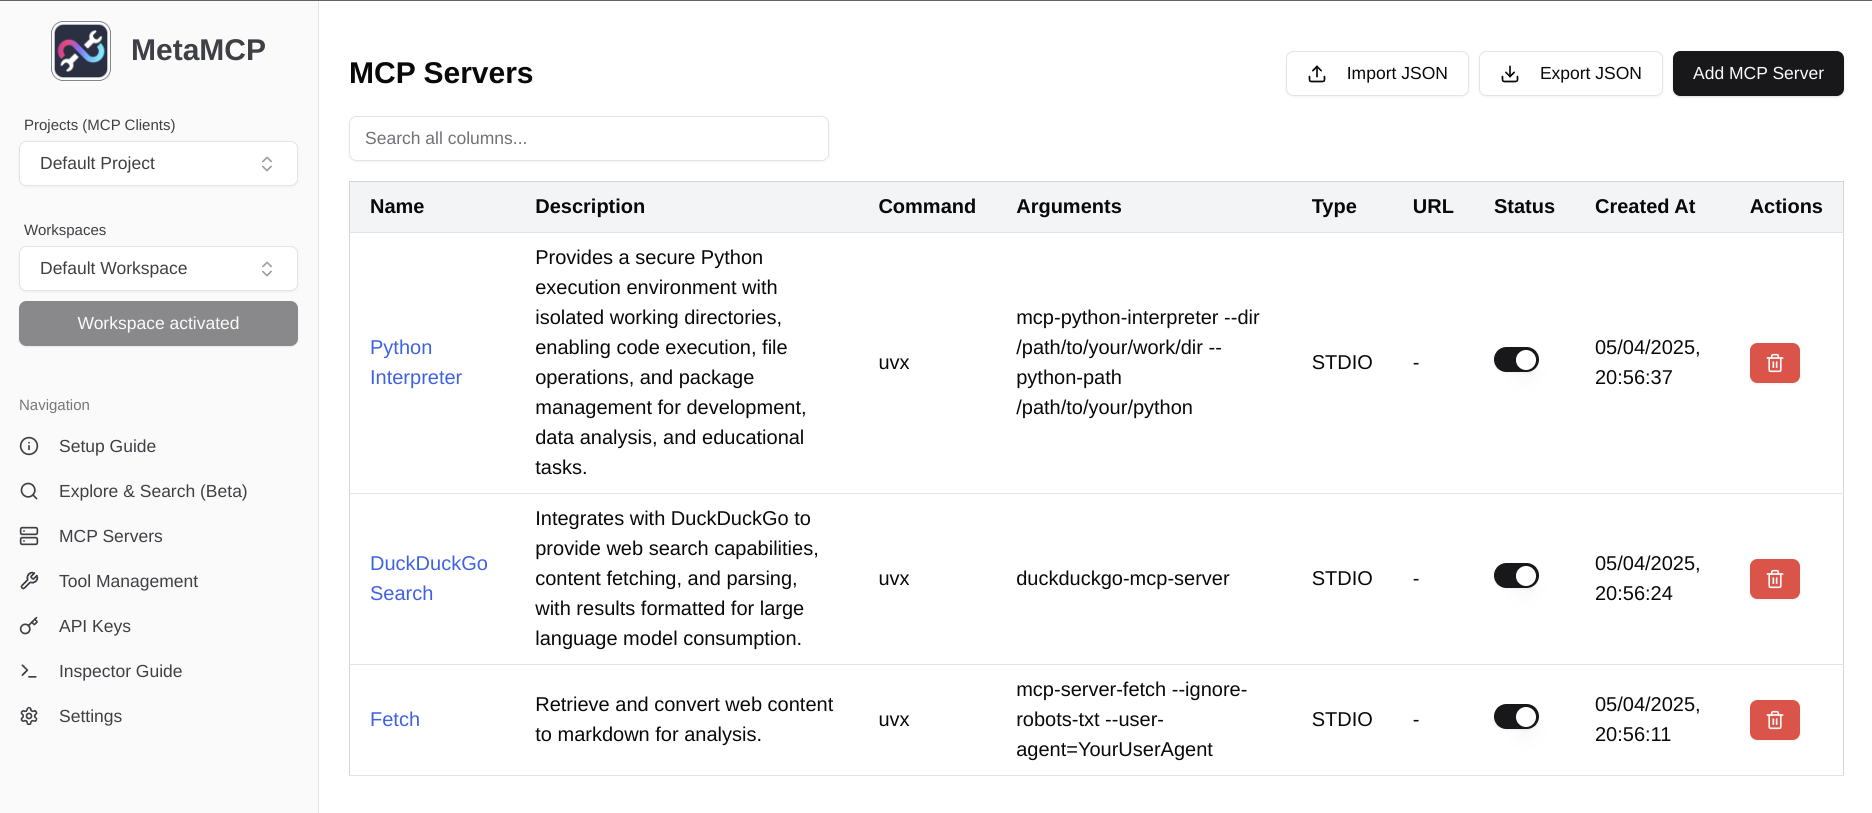 MetaMCP
Projects (MCP Clients)
Default Project
Workspaces
Default Workspace
Workspace activated
Navigation
Setup Guide
Explore & Search (Beta)
MCP Servers
Tool Management
API Keys
Inspector Guide
Settings
MCP Servers
Import JSON
Export JSON
Add MCP Server
Search all columns...
Name
Description
Command
Arguments
Type
URL
Status
Created At
Actions
Python
Interpreter
Provides a secure Python
execution environment with
isolated working directories,
enabling code execution, file
operations, and package
management for development,
data analysis, and educational
tasks.
uvx
mcp-python-interpreter --dir
/path/to/your/work/dir --
python-path
/path/to/your/python
STDIO
-
05/04/2025,
20:56:37
DuckDuckGo
Search
Integrates with DuckDuckGo to
provide web search capabilities,
content fetching, and parsing,
with results formatted for large
language model consumption.
uvx
duckduckgo-mcp-server
STDIO
-
05/04/2025,
20:56:24
Fetch
Retrieve and convert web content
to markdown for analysis.
uvx
mcp-server-fetch --ignore-
robots-txt --user-
agent=YourUserAgent
STDIO
-
05/04/2025,
20:56:11